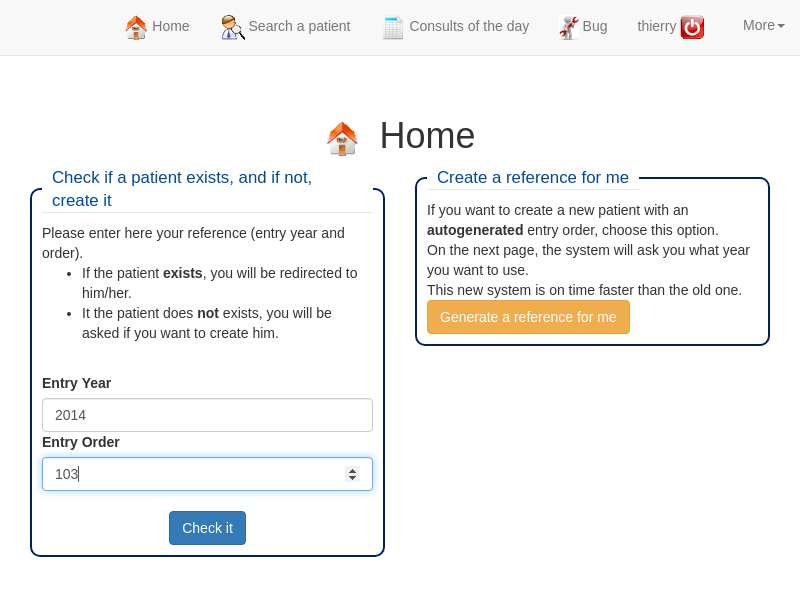 Home
Search a patient
Consults of the day
Bug
thierry
More
Home
Check if a patient exists, and if not,
create it
Please enter here your reference (entry year and
order).
If the patient exists, you will be redirected to
him/her.
It the patient does not exists, you will be
asked if you want to create him.
Entry Year
2014
Entry Order
103
Check it
Create a reference for me
If you want to create a new patient with an
autogenerated entry order, choose this option.
On the next page, the system will ask you what year
you want to use.
This new system is on time faster than the old one.
Generate a reference for me